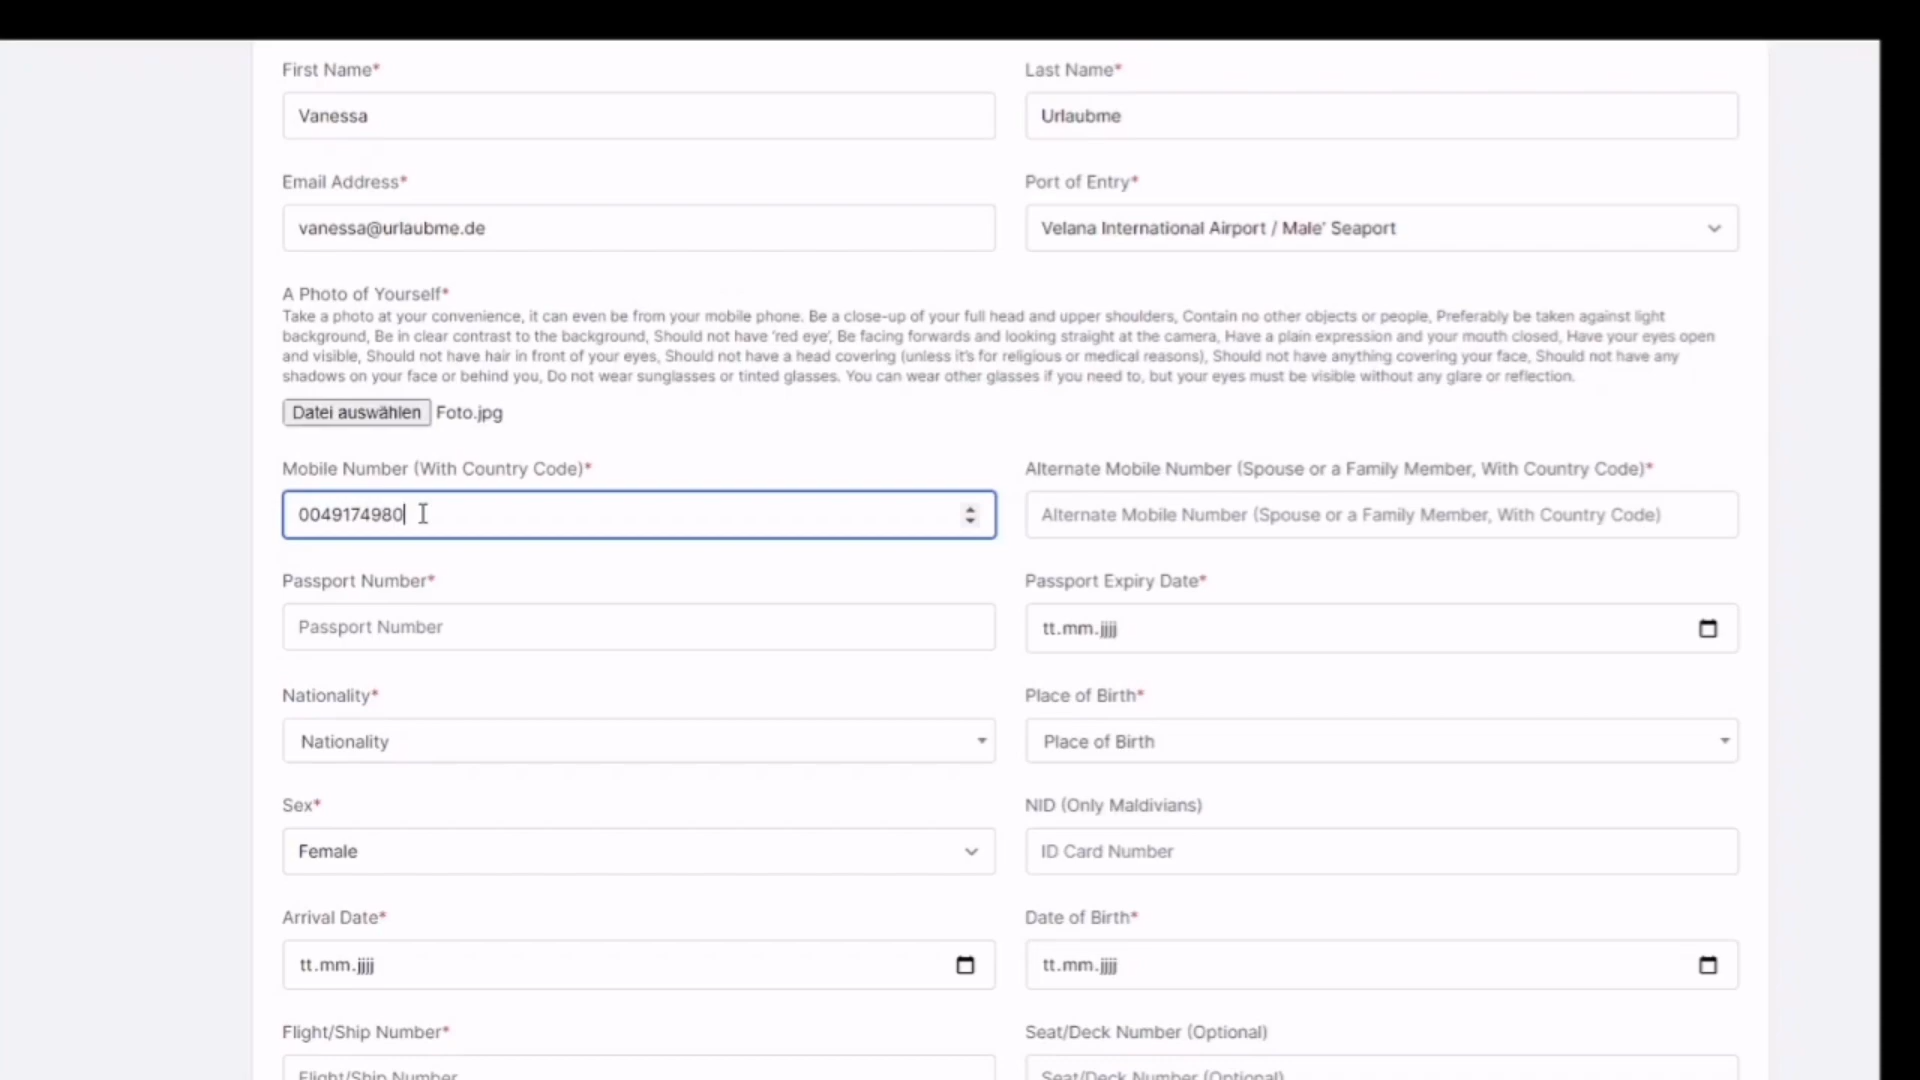 First Name*
Last Name*
Vanessa
Urlaubme
Email Address*
Port of Entry*
vanessa@urlaubme.de
Velana International Airport / Male' Seaport
A Photo of Yourself*
Take a photo at your convenience, it can even be from your mobile phone. Be a close-up of your full head and upper shoulders, Contain no other objects or people, Preferably be taken against light
background, Be in clear contrast to the background, Should not have 'red eye', Be facing forwards and looking straight at the camera, Have a plain expression and your mouth closed, Have your eyes open
and visible, Should not have hair in front of your eyes, Should not have a head covering (unless it's for religious or medical reasons), Should not have anything covering your face, Should not have any
shadows on your face or behind you, Do not wear sunglasses or tinted glasses. You can wear other glasses if you need to, but your eyes must be visible without any glare or reflection.
Datei auswählen Foto.jpg
Mobile Number (With Country Code)*
Alternate Mobile Number (Spouse or a Family Member, With Country Code)*
0049174980
Alternate Mobile Number (Spouse or a Family Member, With Country Code)
Passport Number*
Passport Expiry Date*
Passport Number
tt.mm.jjjj
Nationality*
Place of Birth*
Nationality
Place of Birth
Sex*
NID (Only Maldivians)
Female
ID Card Number
Arrival Date*
Date of Birth*
tt.mm.jjjj
tt.mm.jjjj
Flight/Ship Number*
Seat/Deck Number (Optional)
Flight/Ship Number
Seat/Deck Number (Optional)